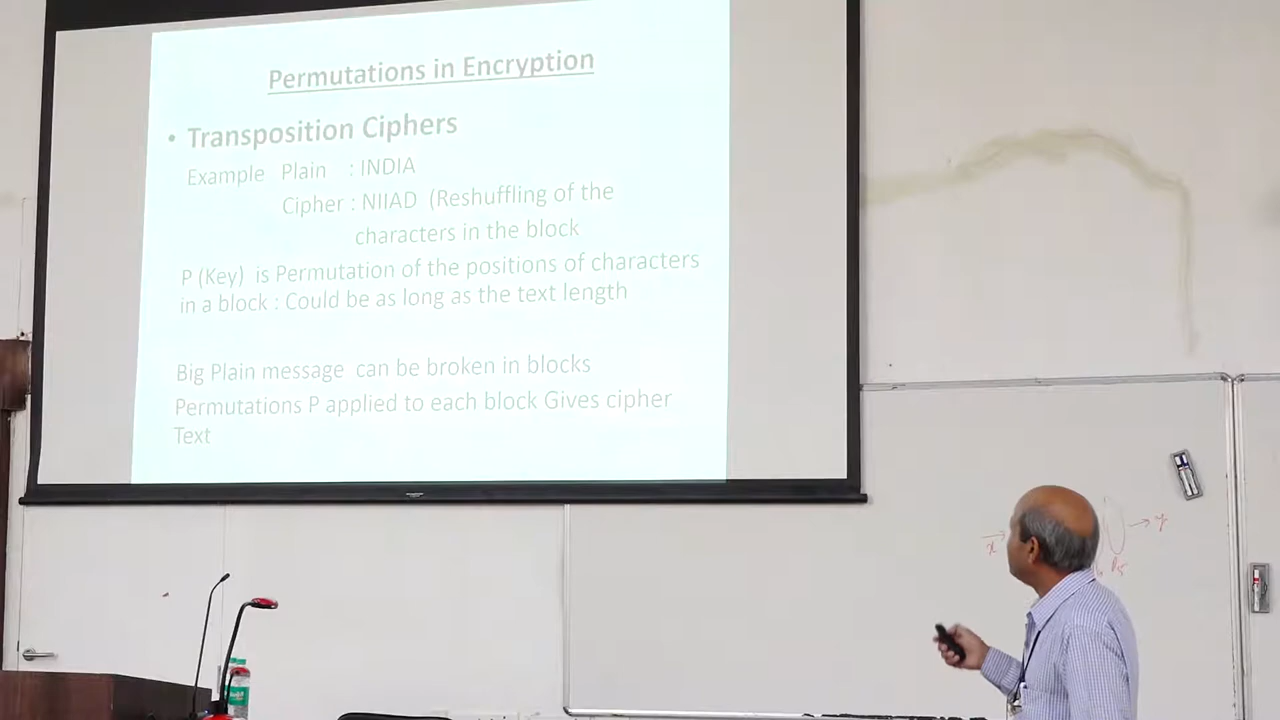 Permutations in Encryption
• Transposition Ciphers
Example Plain : INDIA
Cipher : NIIAD (Reshuffling of the
characters in the block
P (Key) is Permutation of the positions of characters
in a block : Could be as long as the text length
Big Plain message can be broken in blocks
Permutations P applied to each block Gives cipher
Text